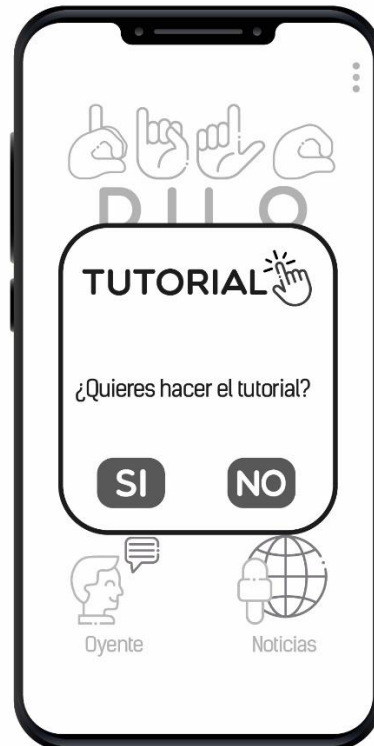 DILO
TUTORIAL
¿Quieres hacer el tutorial?
SI NO
Oyente Noticias